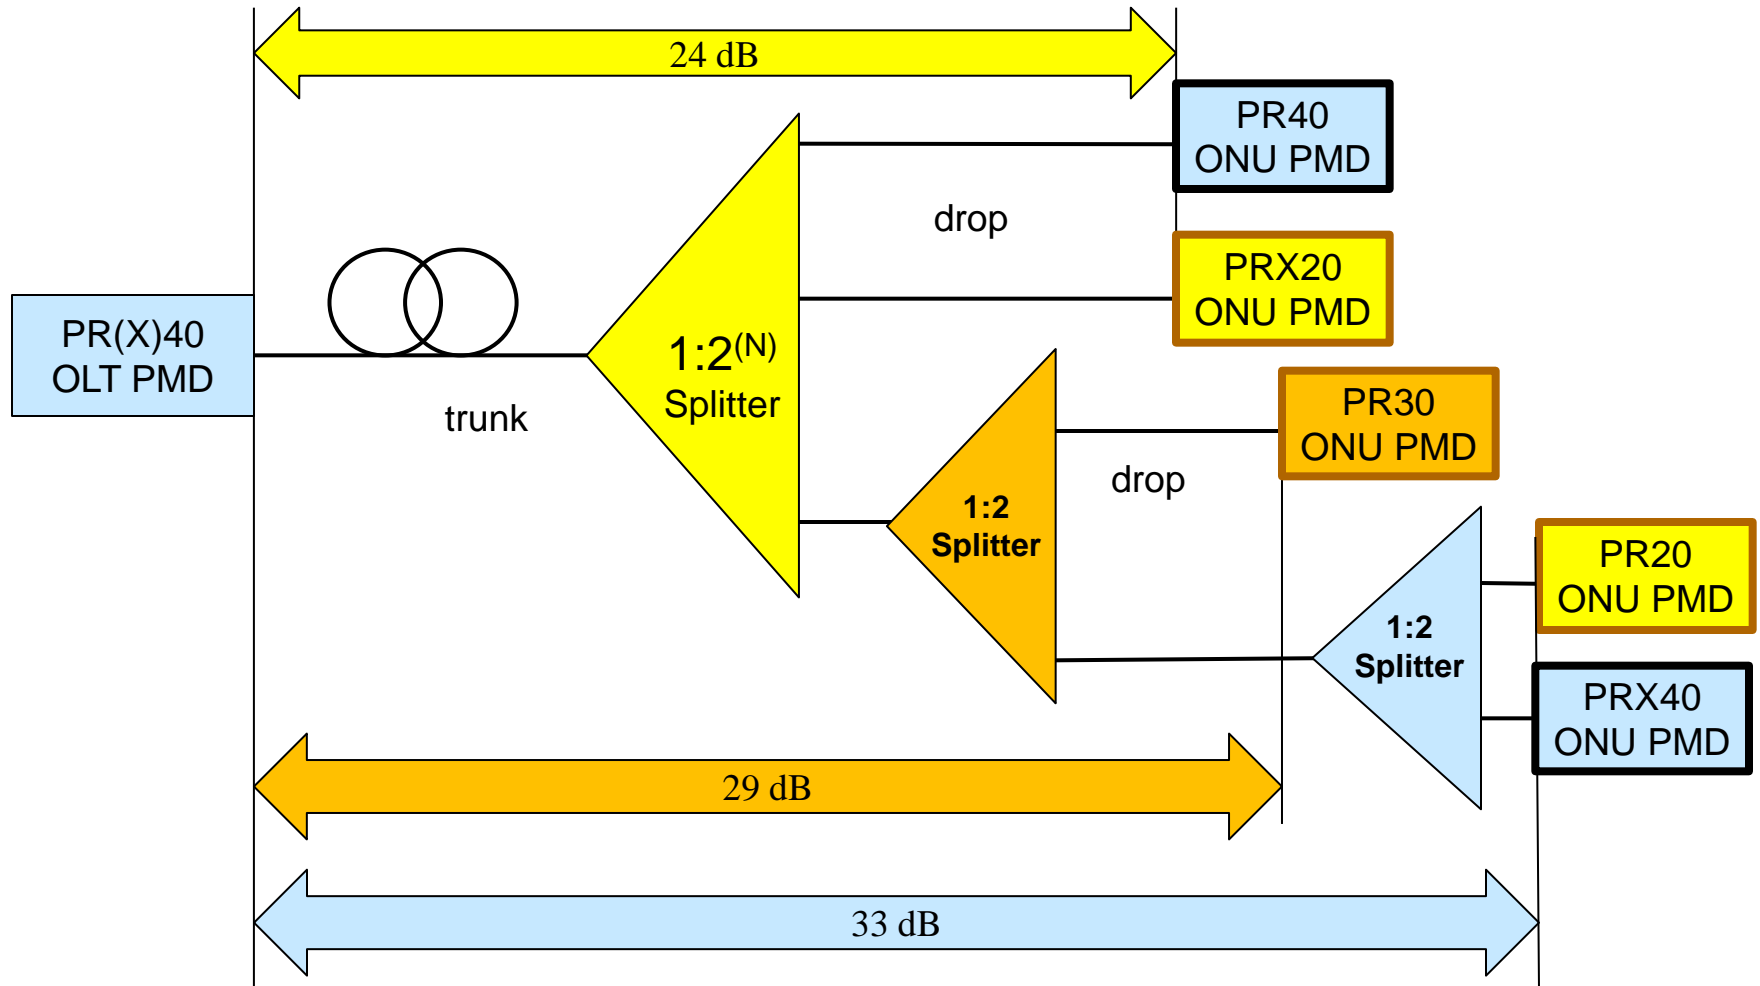 24 dB
PR40
ONU PMD
drop
PRX20
ONU PMD
PR(X)40
OLT PMD
1:2(N)
Splitter
trunk
PR30
ONU PMD
drop
1:2
Splitter
PR20
ONU PMD
1:2
Splitter
PRX40
ONU PMD
29 dB
33 dB